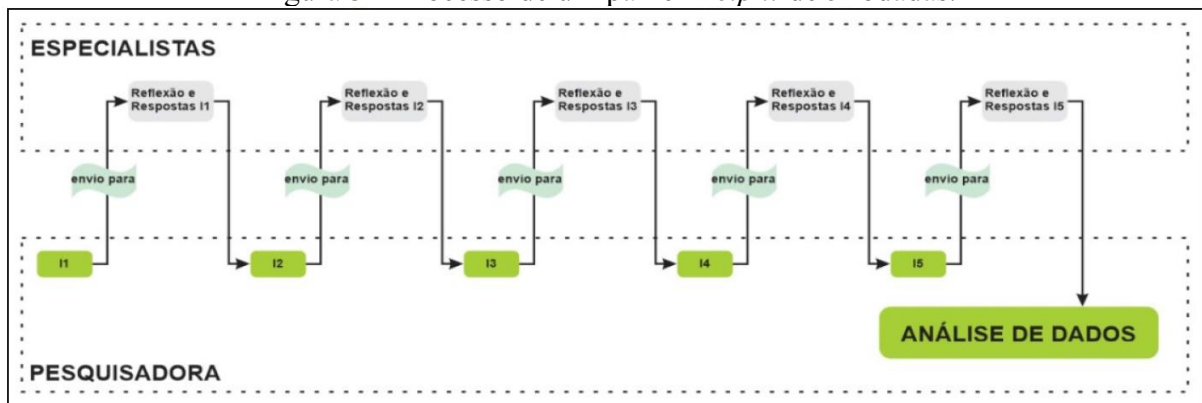 ESPECIALISTAS
Reflexão e
Respostas I1
Reflexão e
Respostas I2
Reflexão e
Respostas I3
Reflexão e
Respostas I4
Reflexão e
Respostas I5
envio para
envio para
envio para
envio para
envio para
I1
I2
I3
I4
I5
ANÁLISE DE DADOS
PESQUISADORA